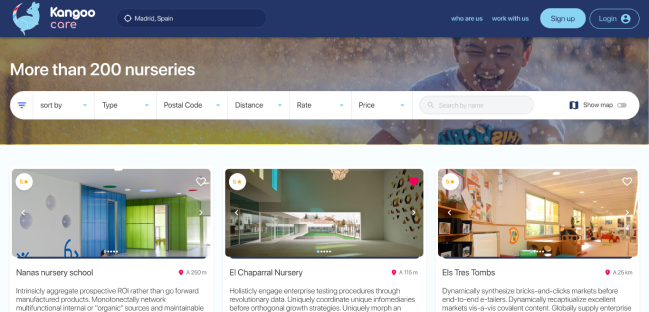 Kangoo
care
Madrid, Spain
who are us
work with us
Sign up
Login
More than 200 nurseries
sort by
Type
Postal Code
Distance
Rate
Price
Search by name
Show map
5
5
5
Nanas nursery school
A 250 m
El Chaparral Nursery
A 115 m
Els Tres Tombs
A 25 km
Intrinsicly aggregate prospective ROI rather than go forward
manufactured products. Monotonectally network
multifunctional internal or "organic" sources and maintainable
Holisticly engage enterprise testing procedures through
revolutionary data. Uniquely coordinate unique infomediaries
before orthogonal growth strategies. Uniquely morph an
Dynamically synthesize bricks-and-clicks markets before
end-to-end e-tailers. Dynamically recaptiualize excellent
markets vis-a-vis covalent content. Globally supply enterprise